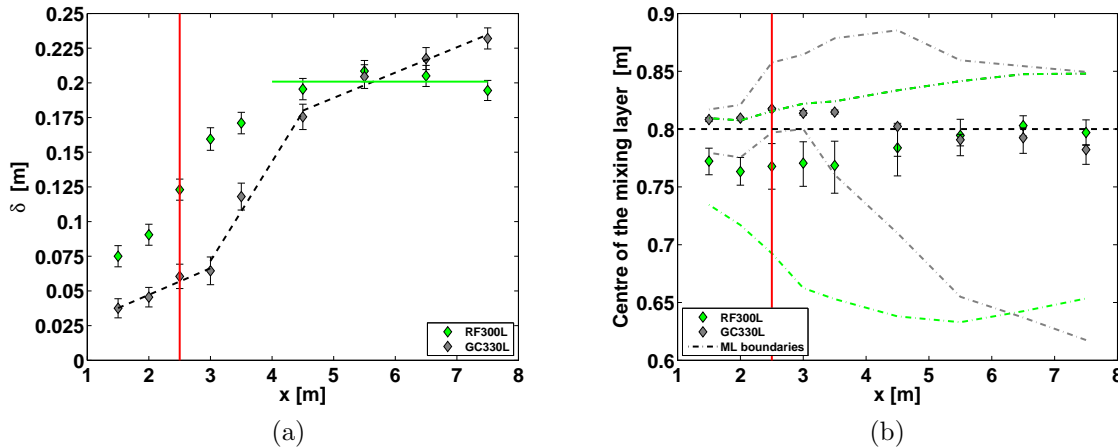 0.225
0.2
0.175
0.15
0.125
0.1
0.075
0.05
0.025
0
δ [m]
1 2 3 4 5 6 7 8
x [m]
RF300L
GC330L
(a)
0.9
0.85
0.8
0.75
0.7
0.65
0.6
Centre of the mixing layer [m]
RF300L
GC330L
ML boundaries
1 2 3 4 5 6 7 8
x [m]
(b)